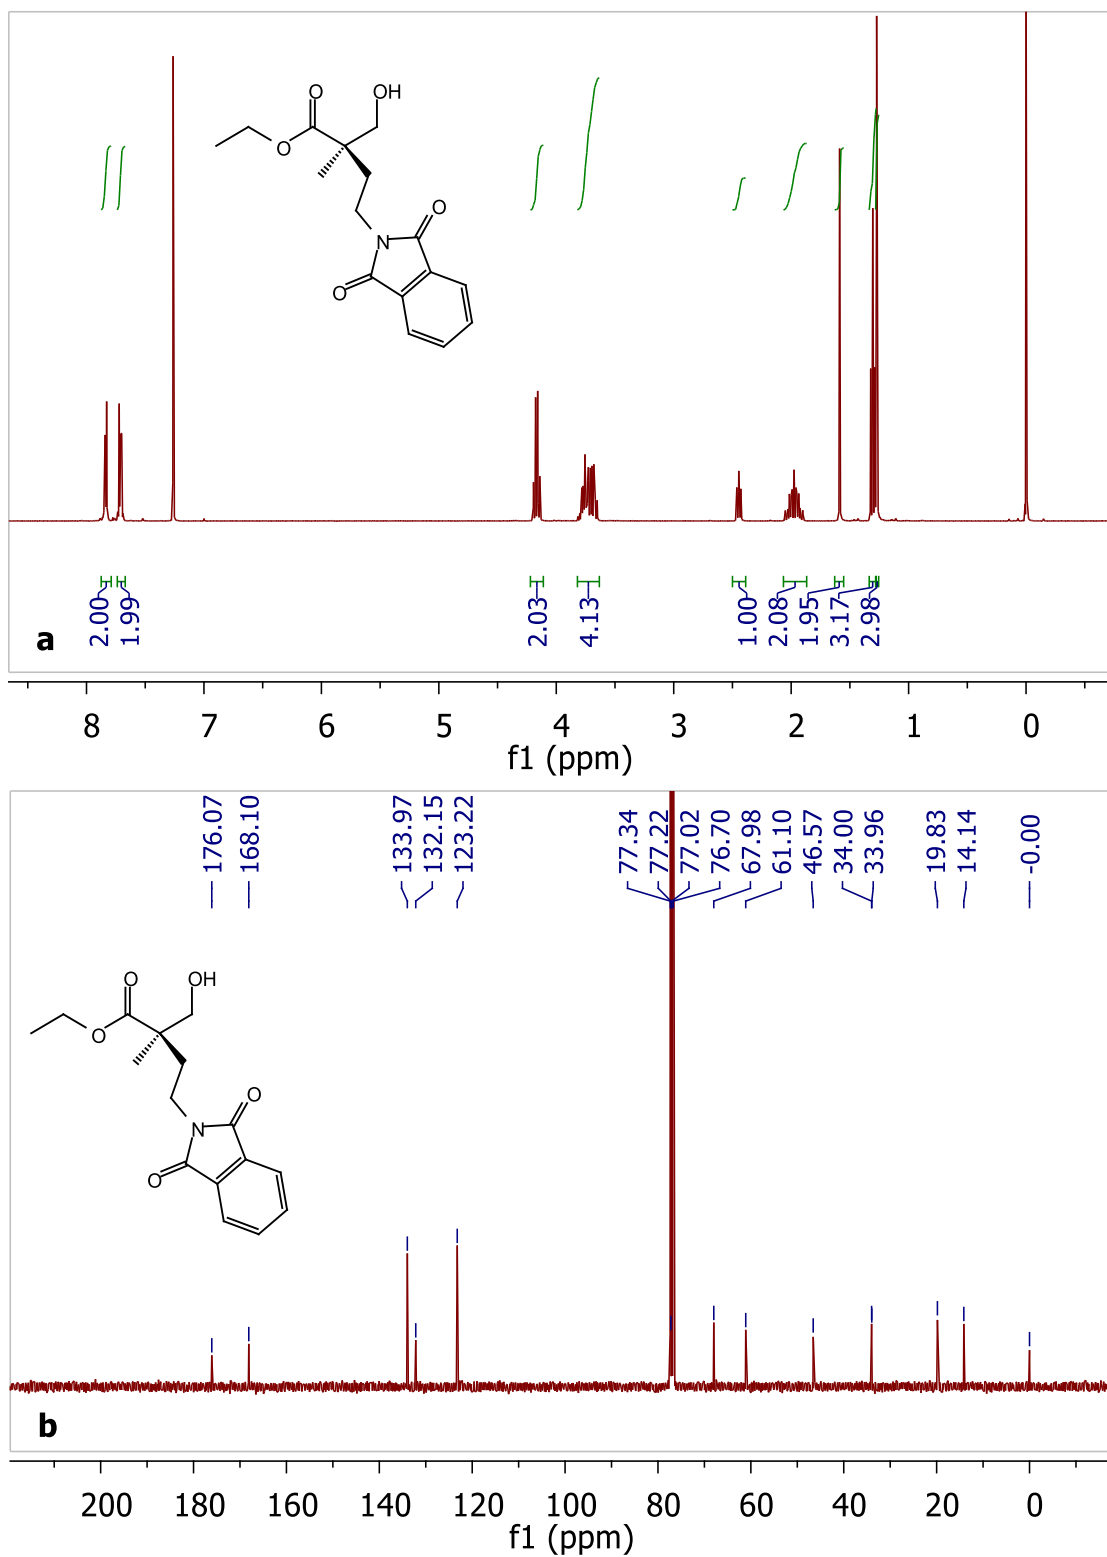 O
OH
O
O
N
O
2.00
1.99
2.03
4.13
1.00
2.08
1.95
3.17
2.98
a
8 7 6 5 4 3 2 1 0
f1 (ppm)
176.07
168.10
133.97
132.15
123.22
77.34
77.22
77.02
76.70
67.98
61.10
46.57
34.00
33.96
19.83
14.14
-0.00
O
OH
O
O
N
O
b
200 180 160 140 120 100 80 60 40 20 0
f1 (ppm)